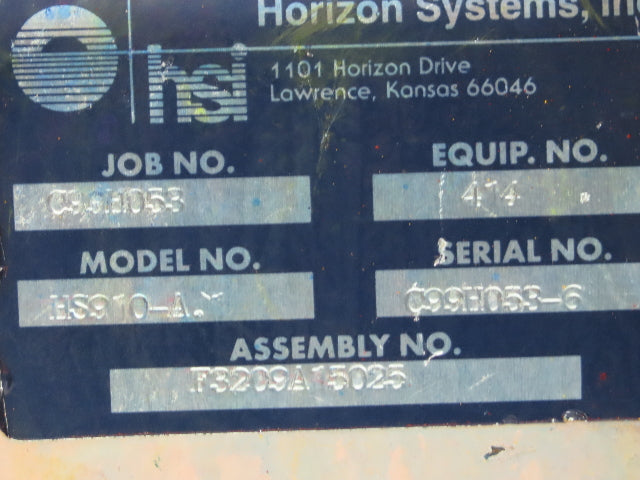 Horizon Systems, In
hsi
1101 Horizon Drive
Lawrence, Kansas 66046
JOB NO. EQUIP. NO.
C99H053 414
MODEL NO. SERIAL NO.
HS910-A. C99H053-6
ASSEMBLY NO.
F3209A15025